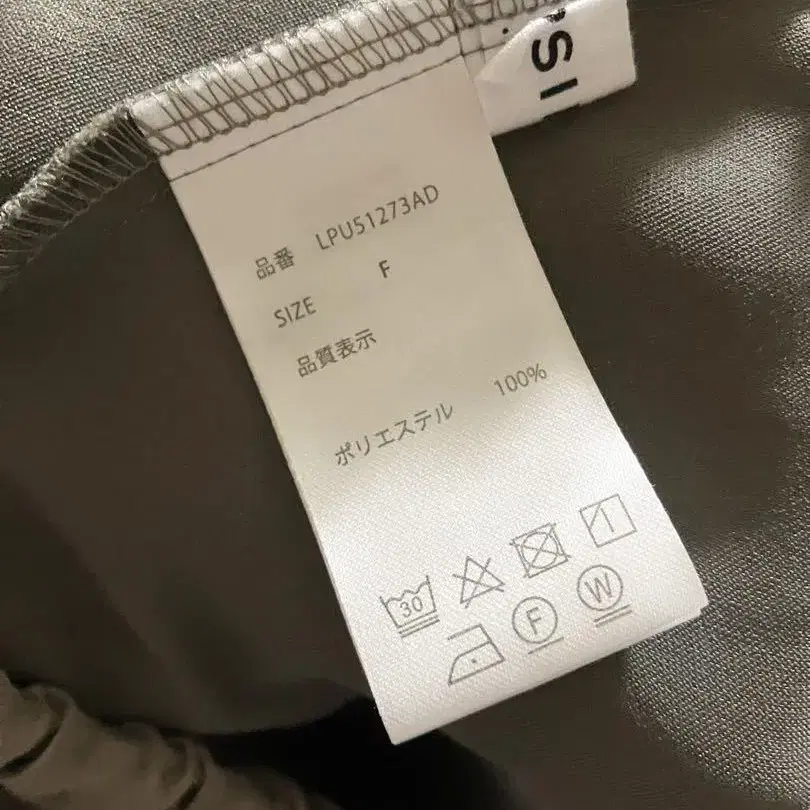 品番 LPU51273AD
SIZE F
品質表示
ポリエステル 100%
30
F W